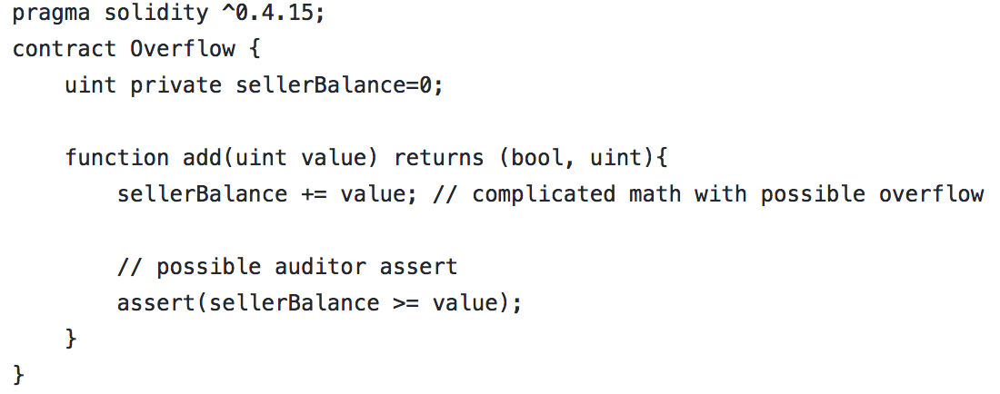 pragma solidity ^0.4.15;
contract Overflow {
    uint private sellerBalance=0;

    function add(uint value) returns (bool, uint){
        sellerBalance += value; // complicated math with possible overflow

        // possible auditor assert
        assert(sellerBalance >= value);
    }
}